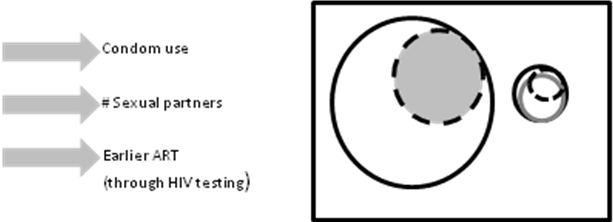 Condom use
# Sexual partners
Earlier ART
(through HIV testing)